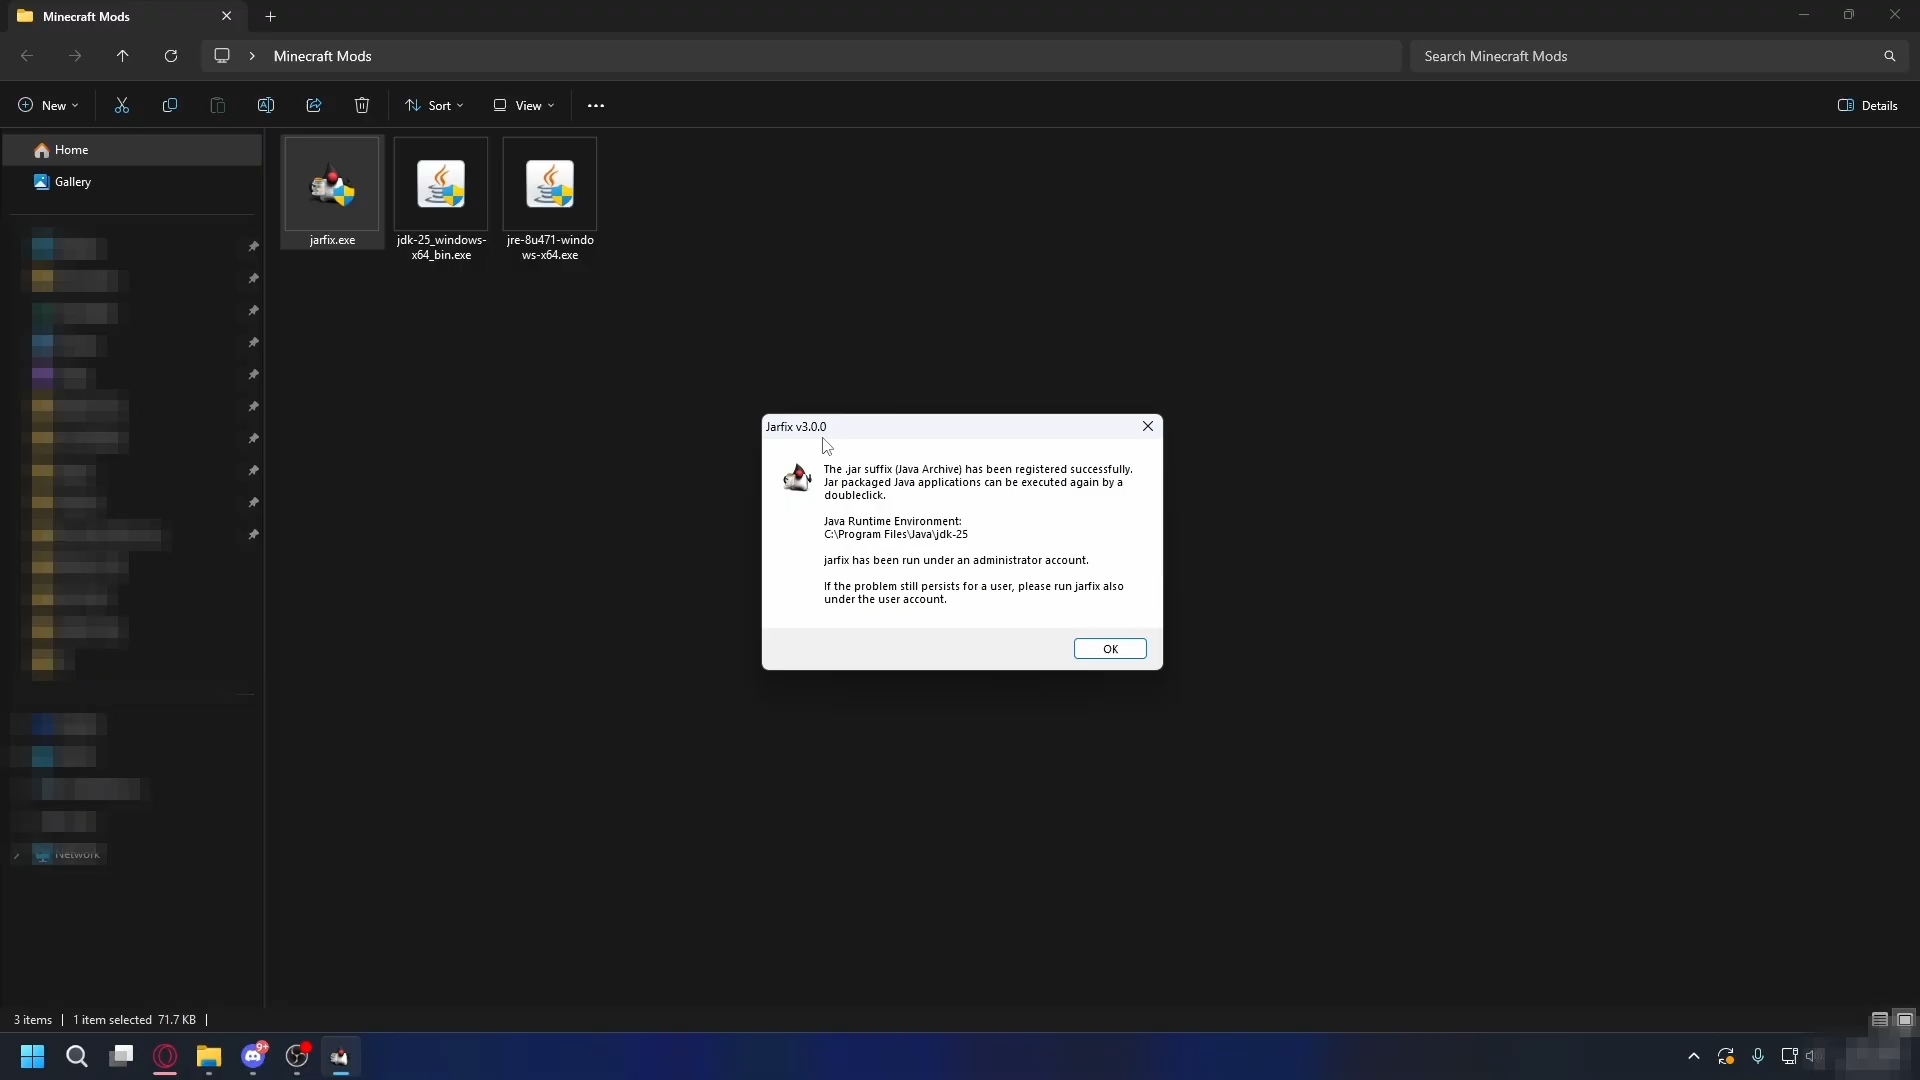 Minecraft Mods
Minecraft Mods
Search Minecraft Mods
New
Sort
View
Details
Home
Gallery
jarfix.exe
jdk-25_windows-
x64_bin.exe
jre-8u471-windo
ws-x64.exe
Jarfix v3.0.0
The .jar suffix (Java Archive) has been registered successfully.
Jar packaged Java applications can be executed again by a
doubleclick.
Java Runtime Environment:
C:\Program Files\Java\jdk-25
jarfix has been run under an administrator account.
If the problem still persists for a user, please run jarfix also
under the user account.
OK
Network
3 items
1 item selected 71.7 KB
9+